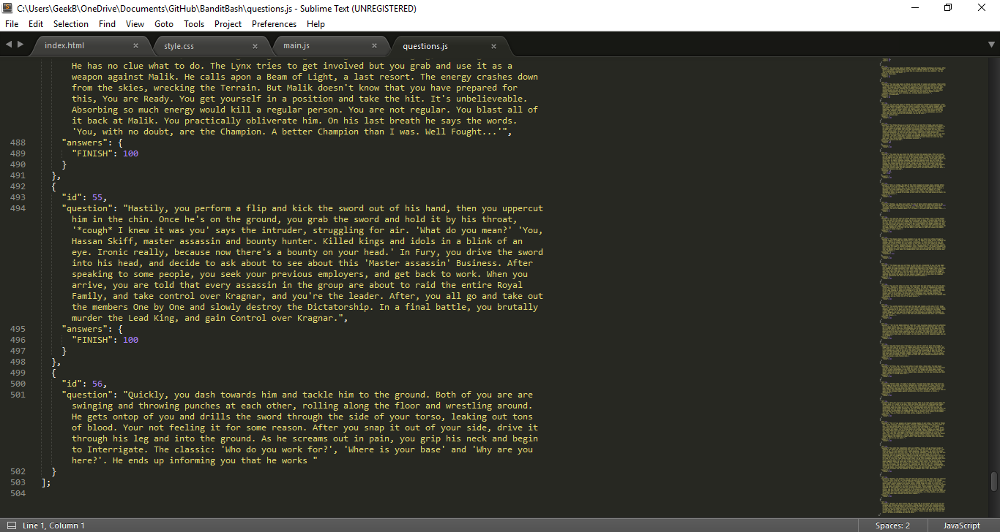 C:\Users\GeekB\OneDrive\Documents\GitHub\BanditBash\questions.js - Sublime Text (UNREGISTERED)
File Edit Selection Find View Goto Tools Project Preferences Help
index.html × style.css × main.js × questions.js ×
He has no clue what to do. The Lynx tries to get involved but you grab and use it as a
weapon against Malik. He calls apon a Beam of Light, a last resort. The energy crashes down
from the skies, wrecking the Terrain. But Malik doesn't know that you have prepared for
this, You are Ready. You get yourself in a position and take the hit. It's unbelieveable.
Absorbing so much energy would kill a regular person. You are not regular. You blast all of
it back at Malik. You practically obliverate him. On his last breath he says the words.
'You, with no doubt, are the Champion. A better Champion than I was. Well Fought...'",
488 "answers": {
489 "FINISH": 100
490 }
491 },
492 {
493 "id": 55,
494 "question": "Hastily, you perform a flip and kick the sword out of his hand, then you uppercut
him in the chin. Once he's on the ground, you grab the sword and hold it by his throat,
'*cough* I knew it was you' says the intruder, struggling for air. 'What do you mean?' 'You,
Hassan Skiff, master assassin and bounty hunter. Killed kings and idols in a blink of an
eye. Ironic really, because now there's a bounty on your head.' In Fury, you drive the sword
into his head, and decide to ask about to see about this 'Master assassin' Business. After
speaking to some people, you seek your previous employers, and get back to work. When you
arrive, you are told that every assassin in the group are about to raid the entire Royal
Family, and take control over Kragnar, and you're the leader. After, you all go and take out
the members One by One and slowly destroy the Dictatorship. In a final battle, you brutally
murder the Lead King, and gain Control over Kragnar.",
495 "answers": {
496 "FINISH": 100
497 }
498 },
499 {
500 "id": 56,
501 "question": "Quickly, you dash towards him and tackle him to the ground. Both of you are are
swinging and throwing punches at each other, rolling along the floor and wrestling around.
He gets ontop of you and drills the sword through the side of your torso, leaking out tons
of blood. Your not feeling it for some reason. After you snap it out of your side, drive it
through his leg and into the ground. As he screams out in pain, you grip his neck and begin
to Interrigate. The classic: 'Who do you work for?', 'Where is your base' and 'Why are you
here?'. He ends up informing you that he works "
502 }
503 ];
504
Line 1, Column 1 Spaces: 2 JavaScript